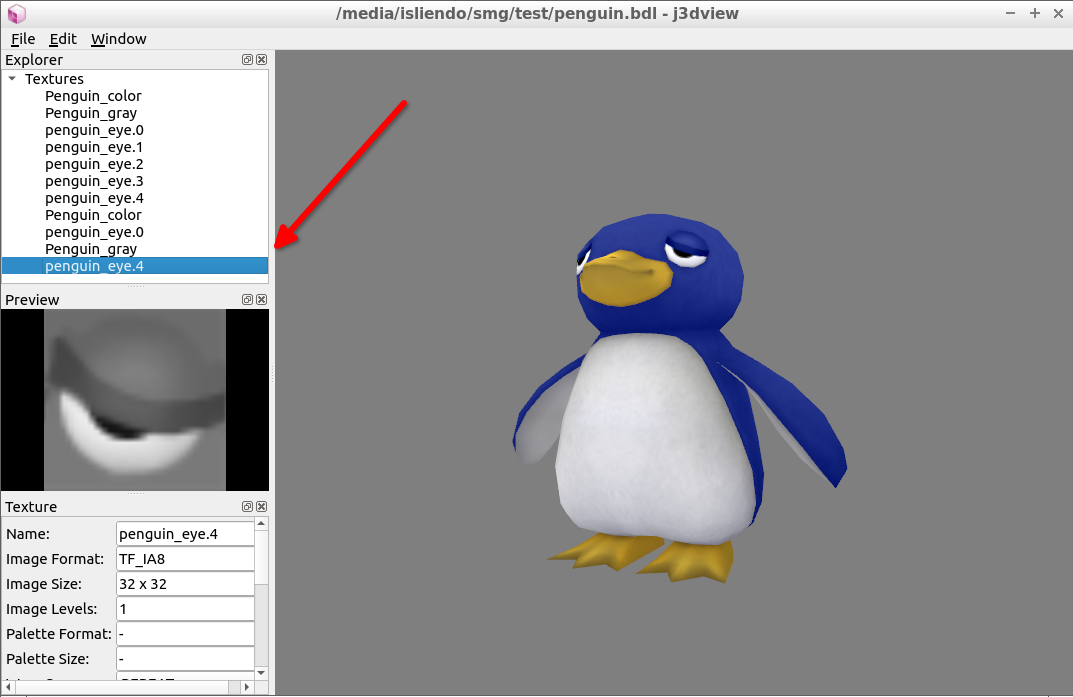 /media/isliendo/smg/test/penguin.bdl - j3dview
File Edit Window
Explorer
Textures
Penguin_color
Penguin_gray
penguin_eye.0
penguin_eye.1
penguin_eye.2
penguin_eye.3
penguin_eye.4
Penguin_color
penguin_eye.0
Penguin_gray
penguin_eye.4
Preview
Texture
Name: penguin_eye.4
Image Format: TF_IA8
Image Size: 32 x 32
Image Levels: 1
Palette Format: -
Palette Size: -